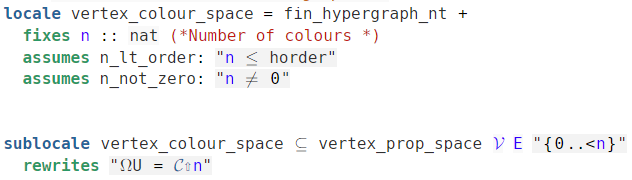 locale vertex_colour_space = fin_hypergraph_nt +
fixes n :: nat (*Number of colours *)
assumes n_lt_order: "n ≤ horder"
assumes n_not_zero: "n ≠ 0"
sublocale vertex_colour_space ⊆ vertex_prop_space 𝒱 E "{0..<n}"
rewrites "ΩU = 𝒞⇧n"